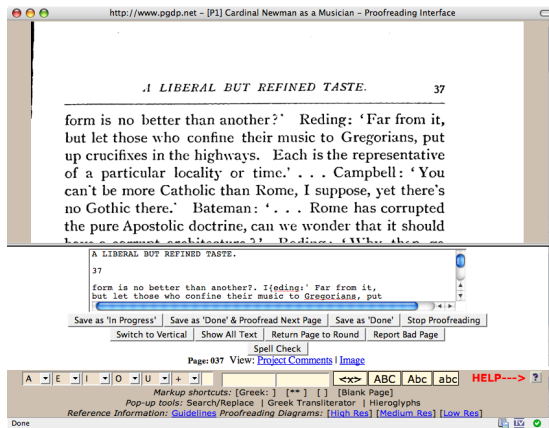 http://www.pgdp.net – [P1] Cardinal Newman as a Musician – Proofreading Interface
A LIBERAL BUT REFINED TASTE. 37
form is no better than another?' Reding: 'Far from it,
but let those who confine their music to Gregorians, put
up crucifixes in the highways. Each is the representative
of a particular locality or time.' . . . Campbell: 'You
can't be more Catholic than Rome, I suppose, yet there's
no Gothic there.' Bateman: '. . . Rome has corrupted
the pure Apostolic doctrine, can we wonder that it should
have a corrupt architecture?' Reding: 'Why then go
A LIBERAL BUT REFINED TASTE.
37
form is no better than another?. I{eding:' Far from it,
but let those who confine their music to Gregorians, put
Save as 'In Progress' Save as 'Done' & Proofread Next Page Save as 'Done' Stop Proofreading
Switch to Vertical Show All Text Return Page to Round Report Bad Page
Spell Check
Page: 037 View: Project Comments | Image
A E I O U + <x> ABC Abc abc HELP---> ?
Markup shortcuts: [Greek: ] [** ] [ ] [Blank Page]
Pop-up tools: Search/Replace | Greek Transliterator | Hieroglyphs
Reference Information: Guidelines Proofreading Diagrams: [High Res] [Medium Res] [Low Res]
Done